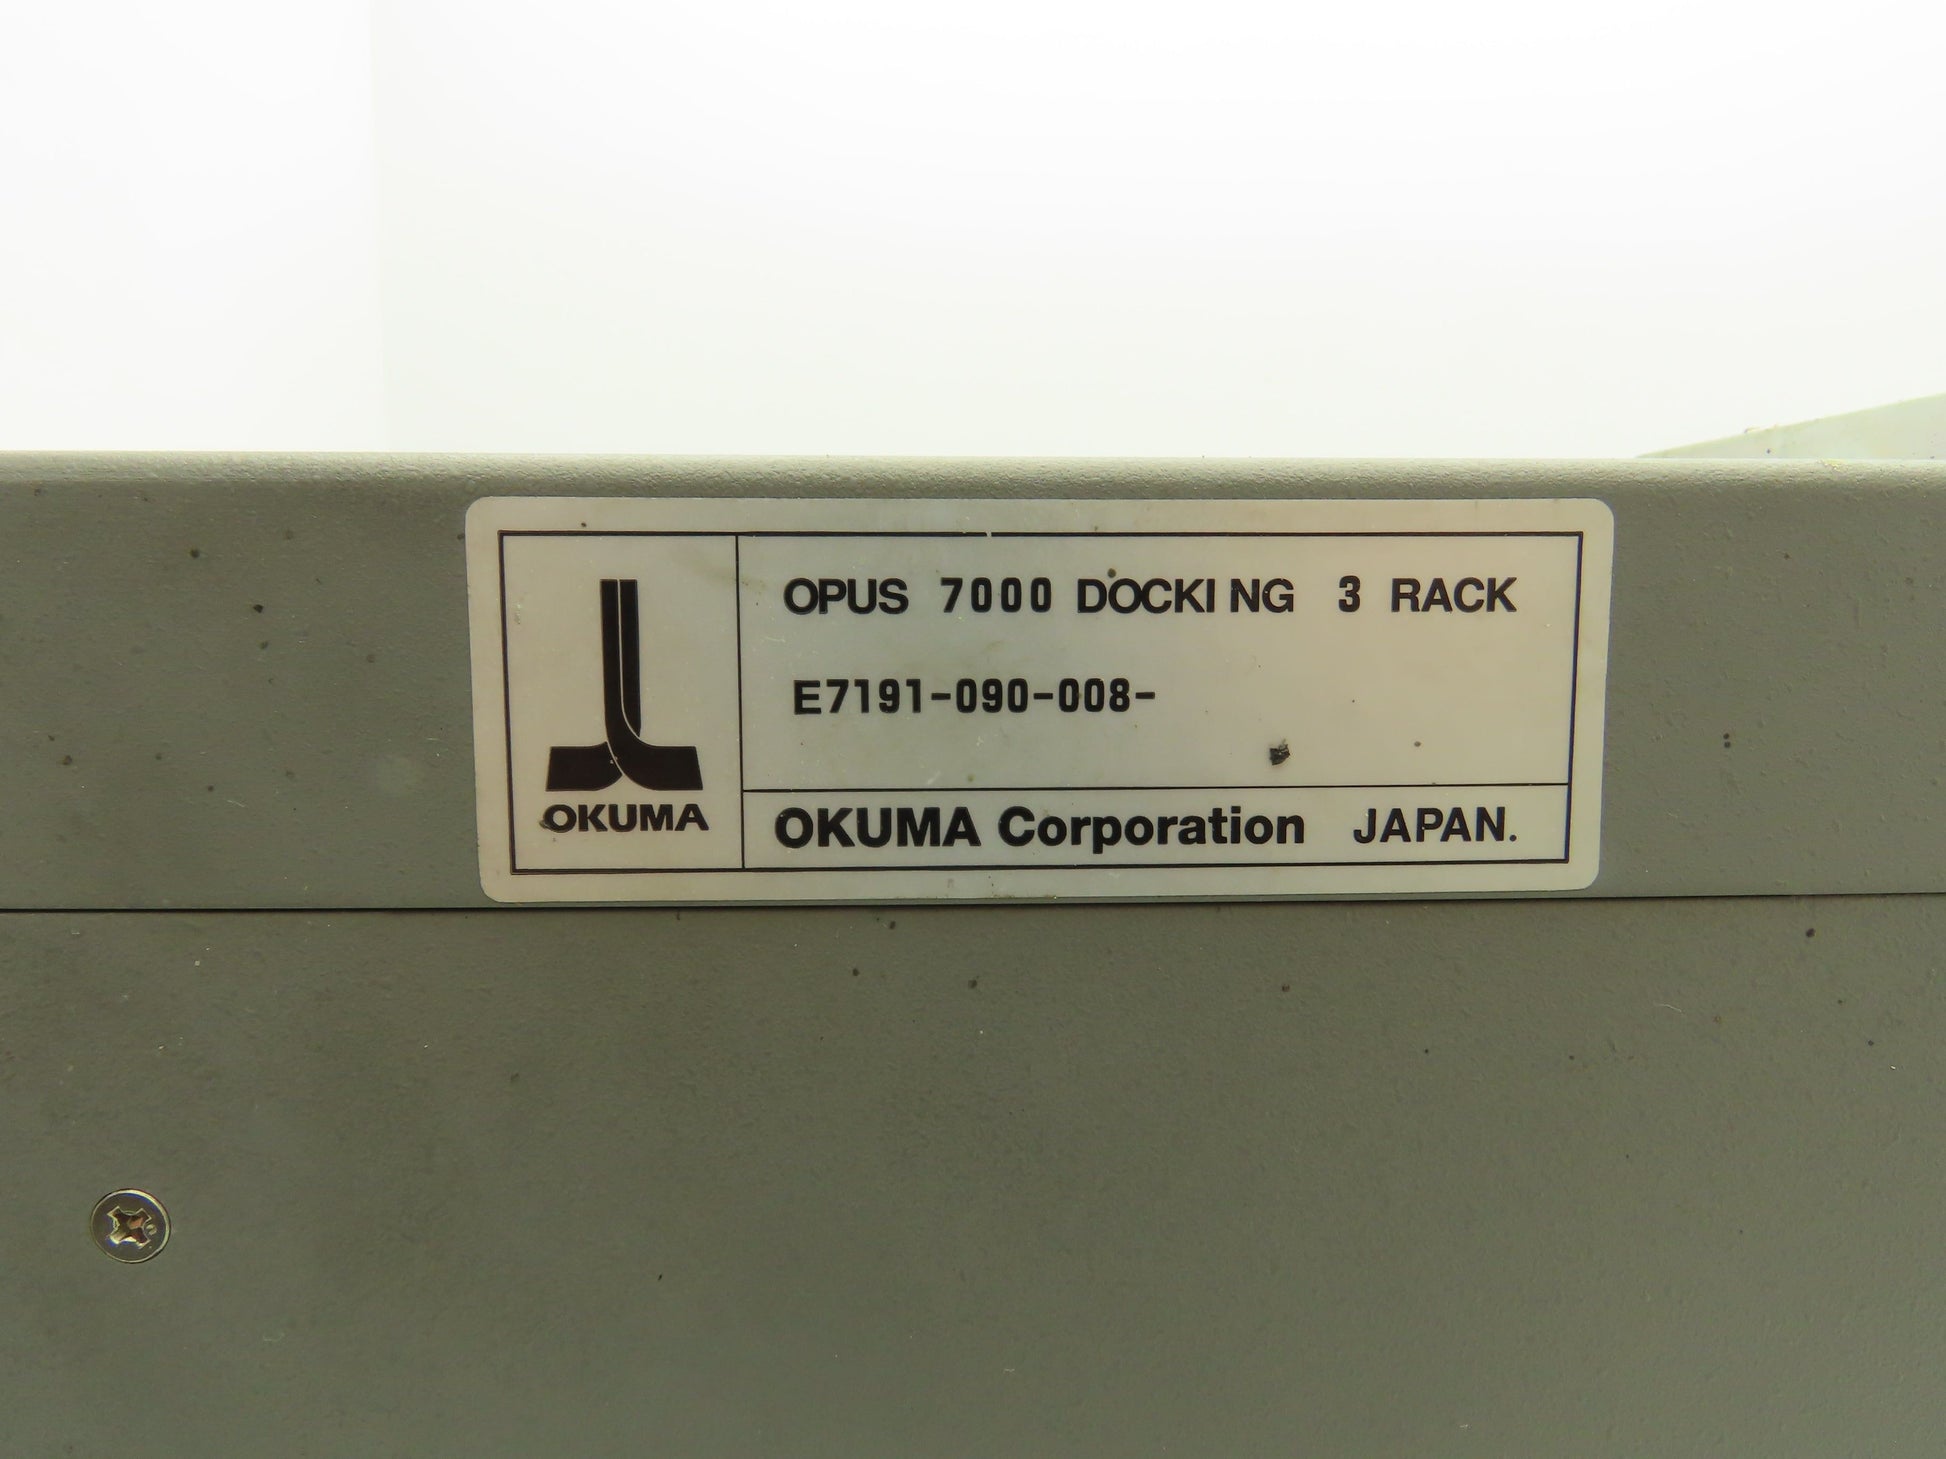 OPUS 7000 DOCKING 3 RACK
E7191-090-008-
OKUMA
OKUMA Corporation JAPAN.